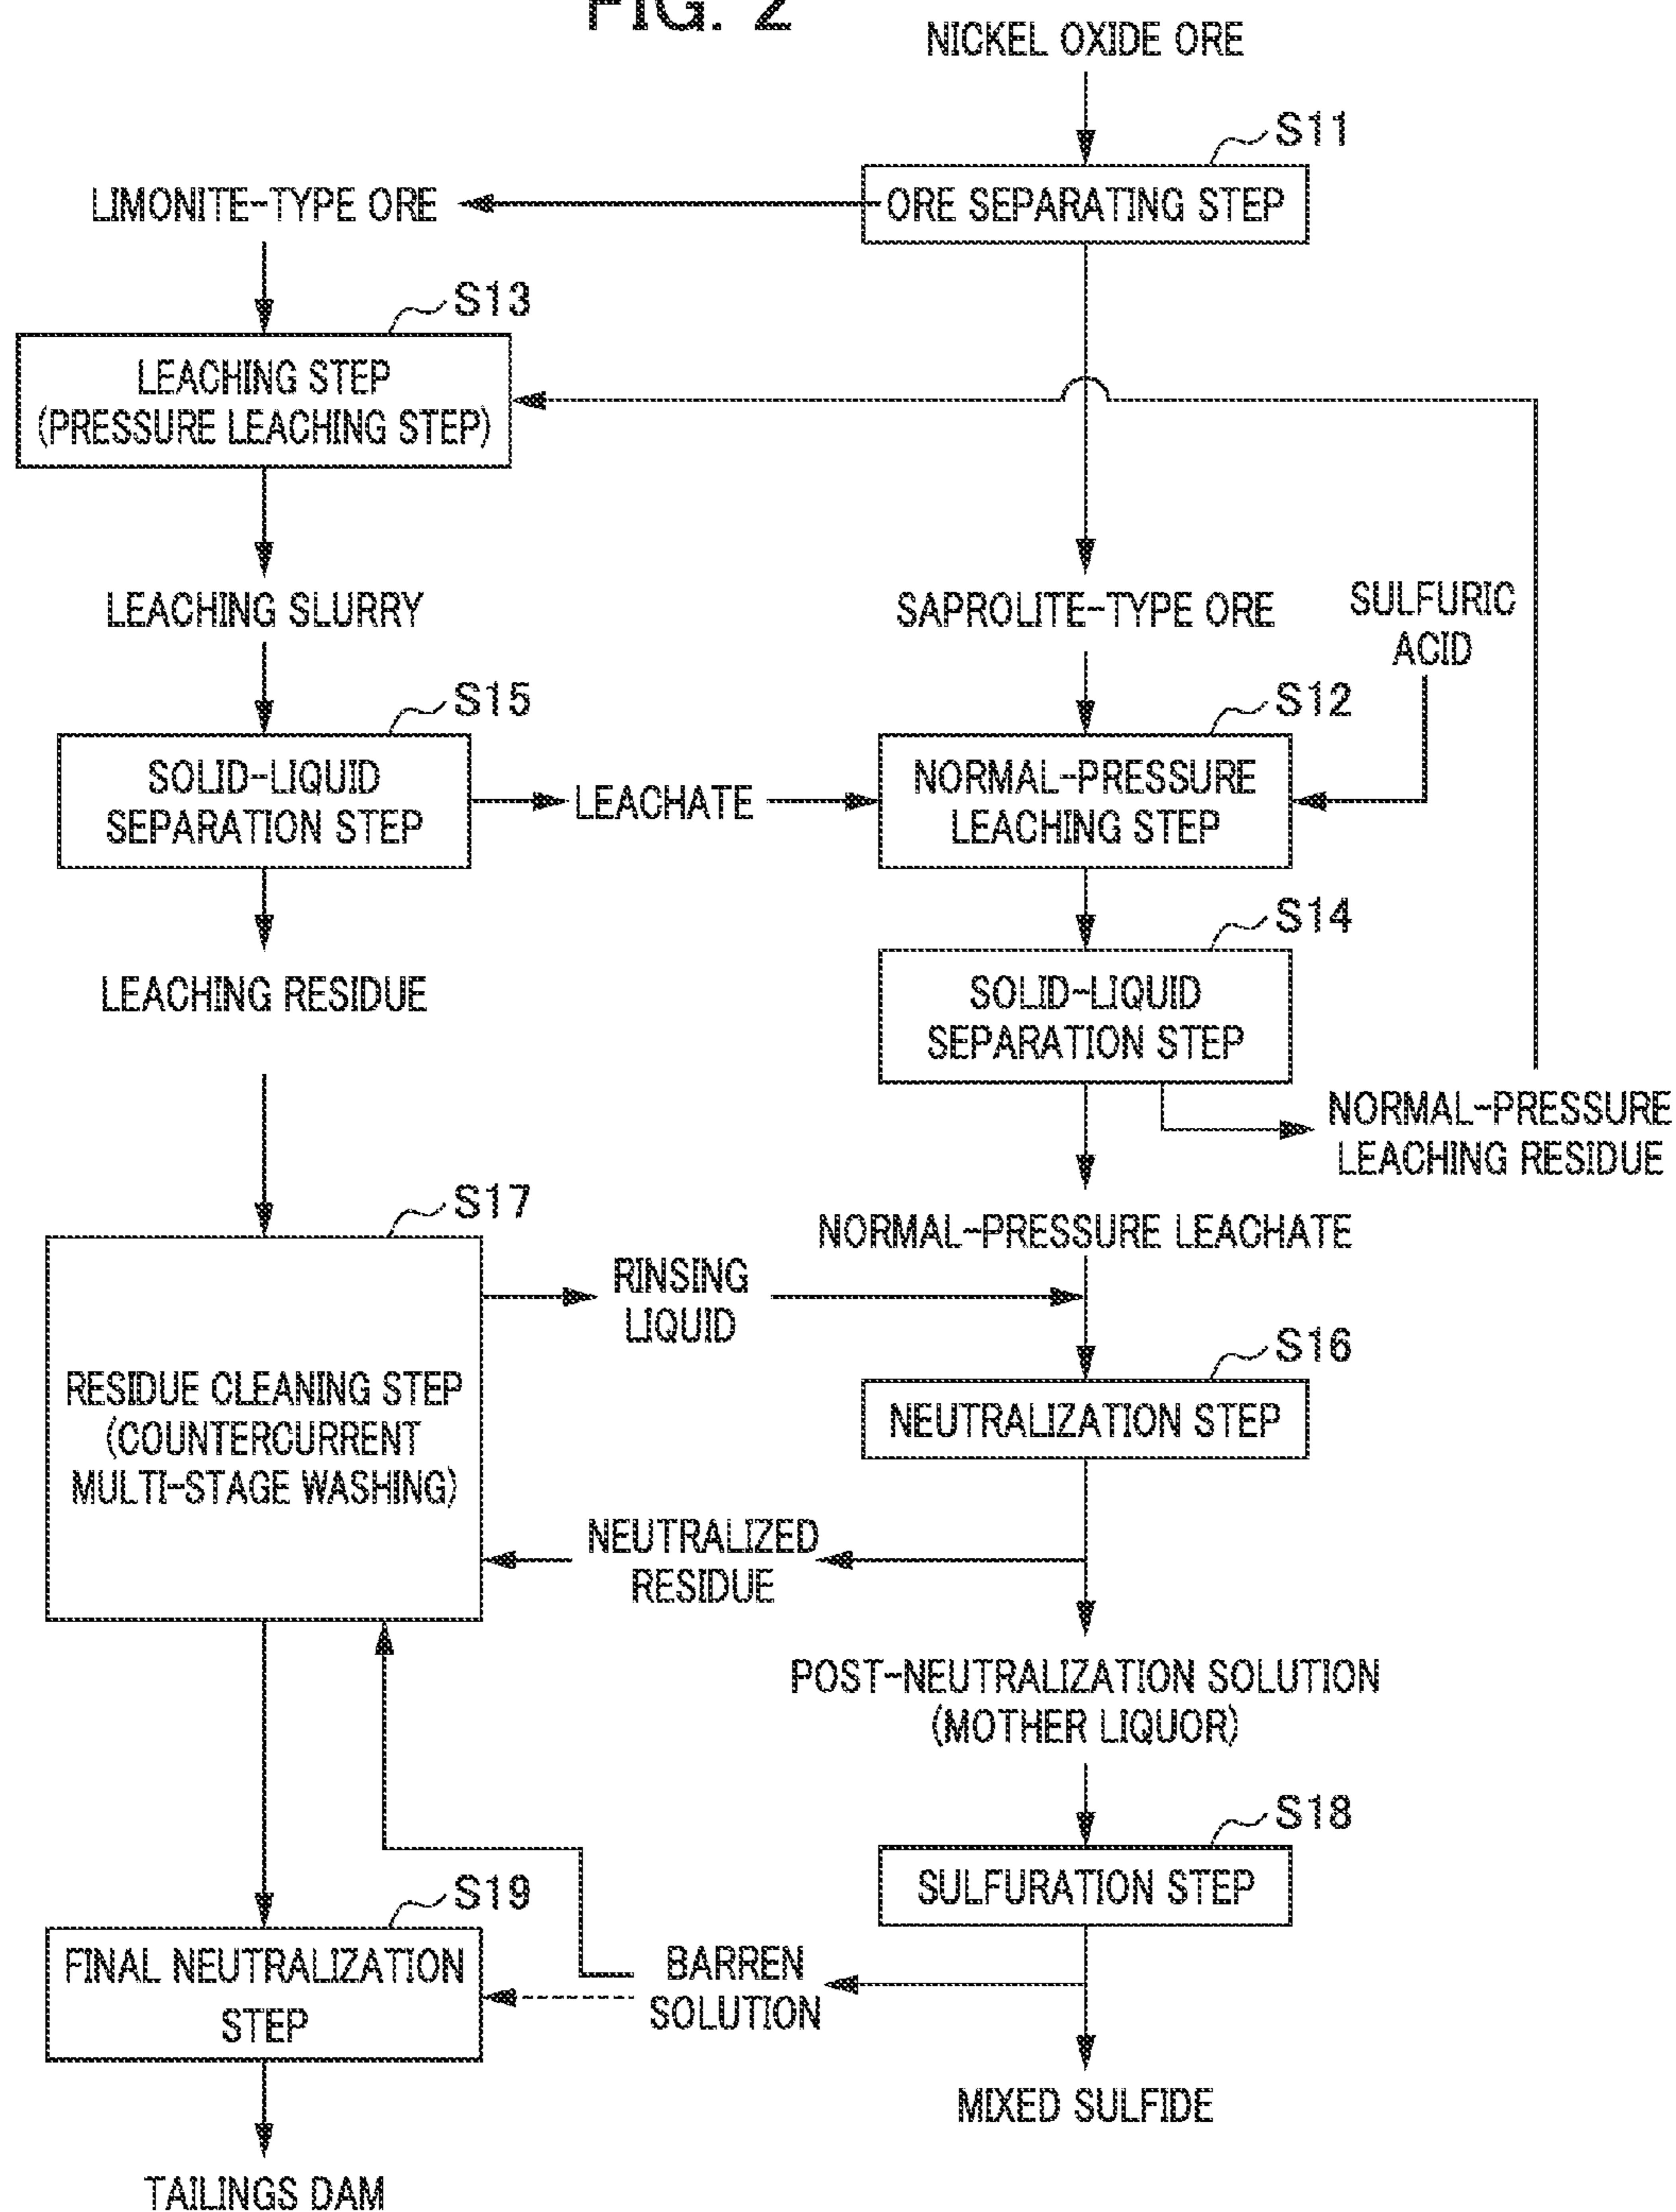 FIG. 2
NICKEL OXIDE ORE
S11
LIMONITE-TYPE ORE
ORE SEPARATING STEP
S13
LEACHING STEP
(PRESSURE LEACHING STEP)
LEACHING SLURRY
SAPROLITE-TYPE ORE
SULFURIC
ACID
S15
S12
SOLID-LIQUID
SEPARATION STEP
LEACHATE
NORMAL-PRESSURE
LEACHING STEP
S14
LEACHING RESIDUE
SOLID-LIQUID
SEPARATION STEP
NORMAL-PRESSURE
LEACHING RESIDUE
S17
NORMAL-PRESSURE LEACHATE
RINSING
LIQUID
S16
RESIDUE CLEANING STEP
(COUNTERCURRENT
MULTI-STAGE WASHING)
NEUTRALIZATION STEP
NEUTRALIZED
RESIDUE
POST-NEUTRALIZATION SOLUTION
(MOTHER LIQUOR)
S18
SULFURATION STEP
S19
FINAL NEUTRALIZATION
STEP
BARREN
SOLUTION
MIXED SULFIDE
TAILINGS DAM